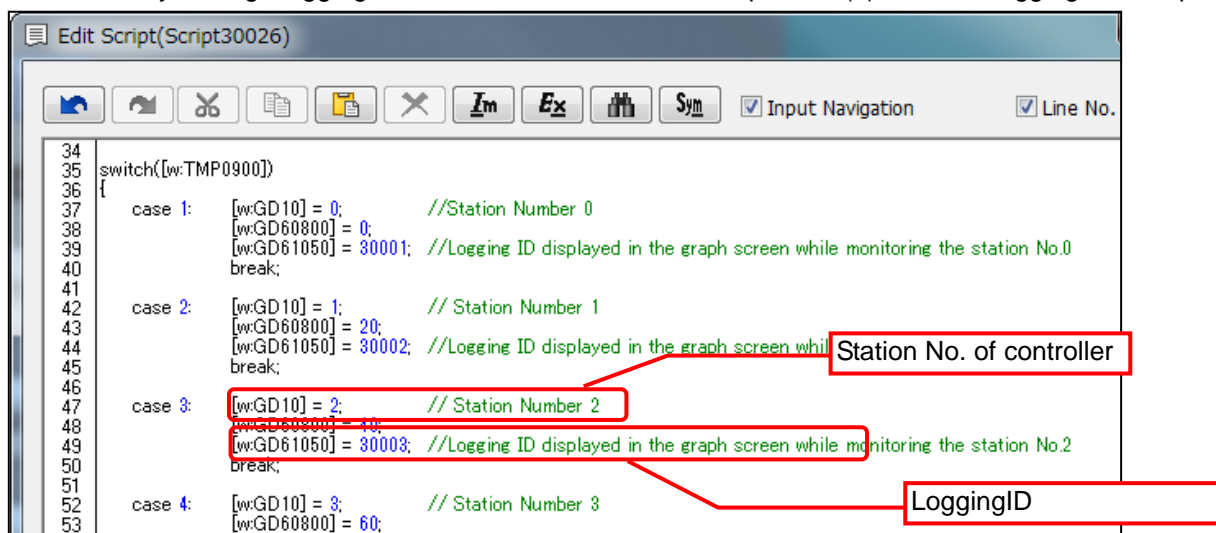 Edit Script(Script30026)
Im Ex Sym Input Navigation Line No.
34
35 switch([w:TMP0900])
36 {
37 case 1: [w:GD10] = 0; //Station Number 0
38 [w:GD60800] = 0;
39 [w:GD61050] = 30001; //Logging ID displayed in the graph screen while monitoring the station No.0
40 break;
41
42 case 2: [w:GD10] = 1; // Station Number 1
43 [w:GD60800] = 20;
44 [w:GD61050] = 30002; //Logging ID displayed in the graph screen whil
Station No. of controller
45 break;
46
47 case 3: [w:GD10] = 2; // Station Number 2
48 [w:GD60800] = 40;
49 [w:GD61050] = 30003; //Logging ID displayed in the graph screen while monitoring the station No.2
50 break;
51
LoggingID
52 case 4: [w:GD10] = 3; // Station Number 3
53 [w:GD60800] = 60;